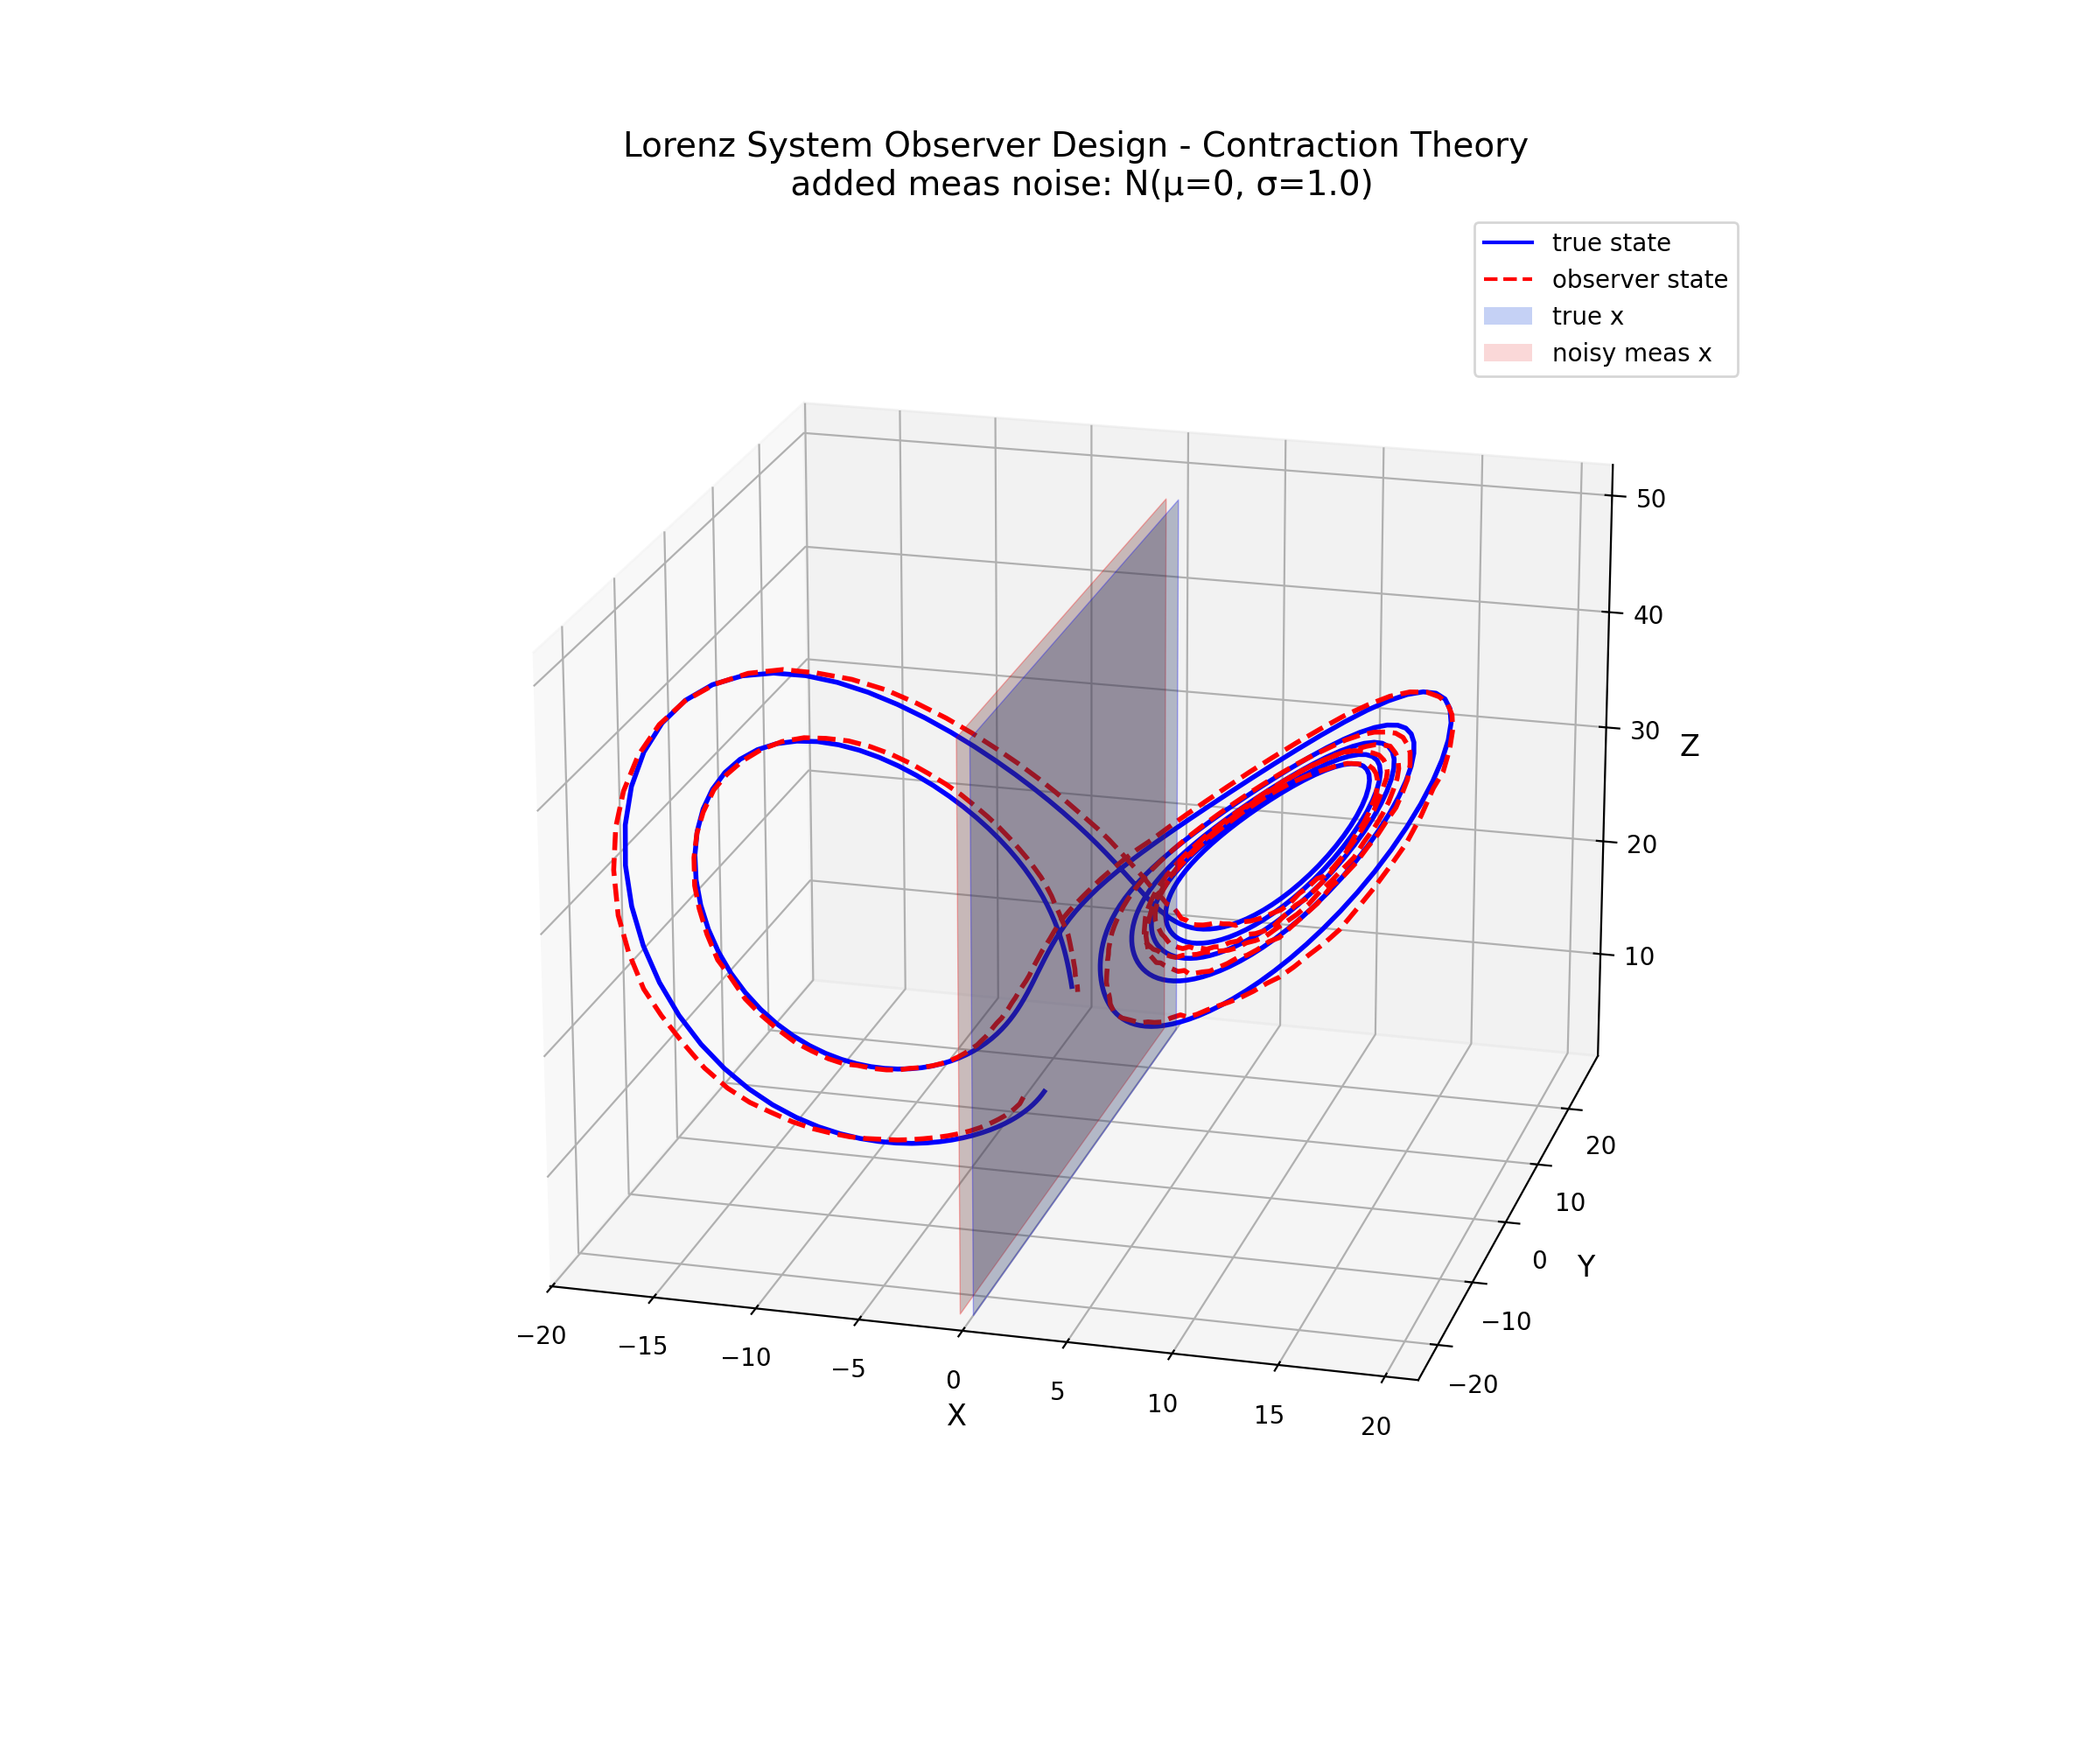 Lorenz System Observer Design - Contraction Theory
added meas noise: N(μ=0, σ=1.0)
true state
observer state
true x
noisy meas x
50
40
30
Z
20
10
20
10
0
Y
−10
−20
−20
−15
−10
−5
0
5
10
15
20
X